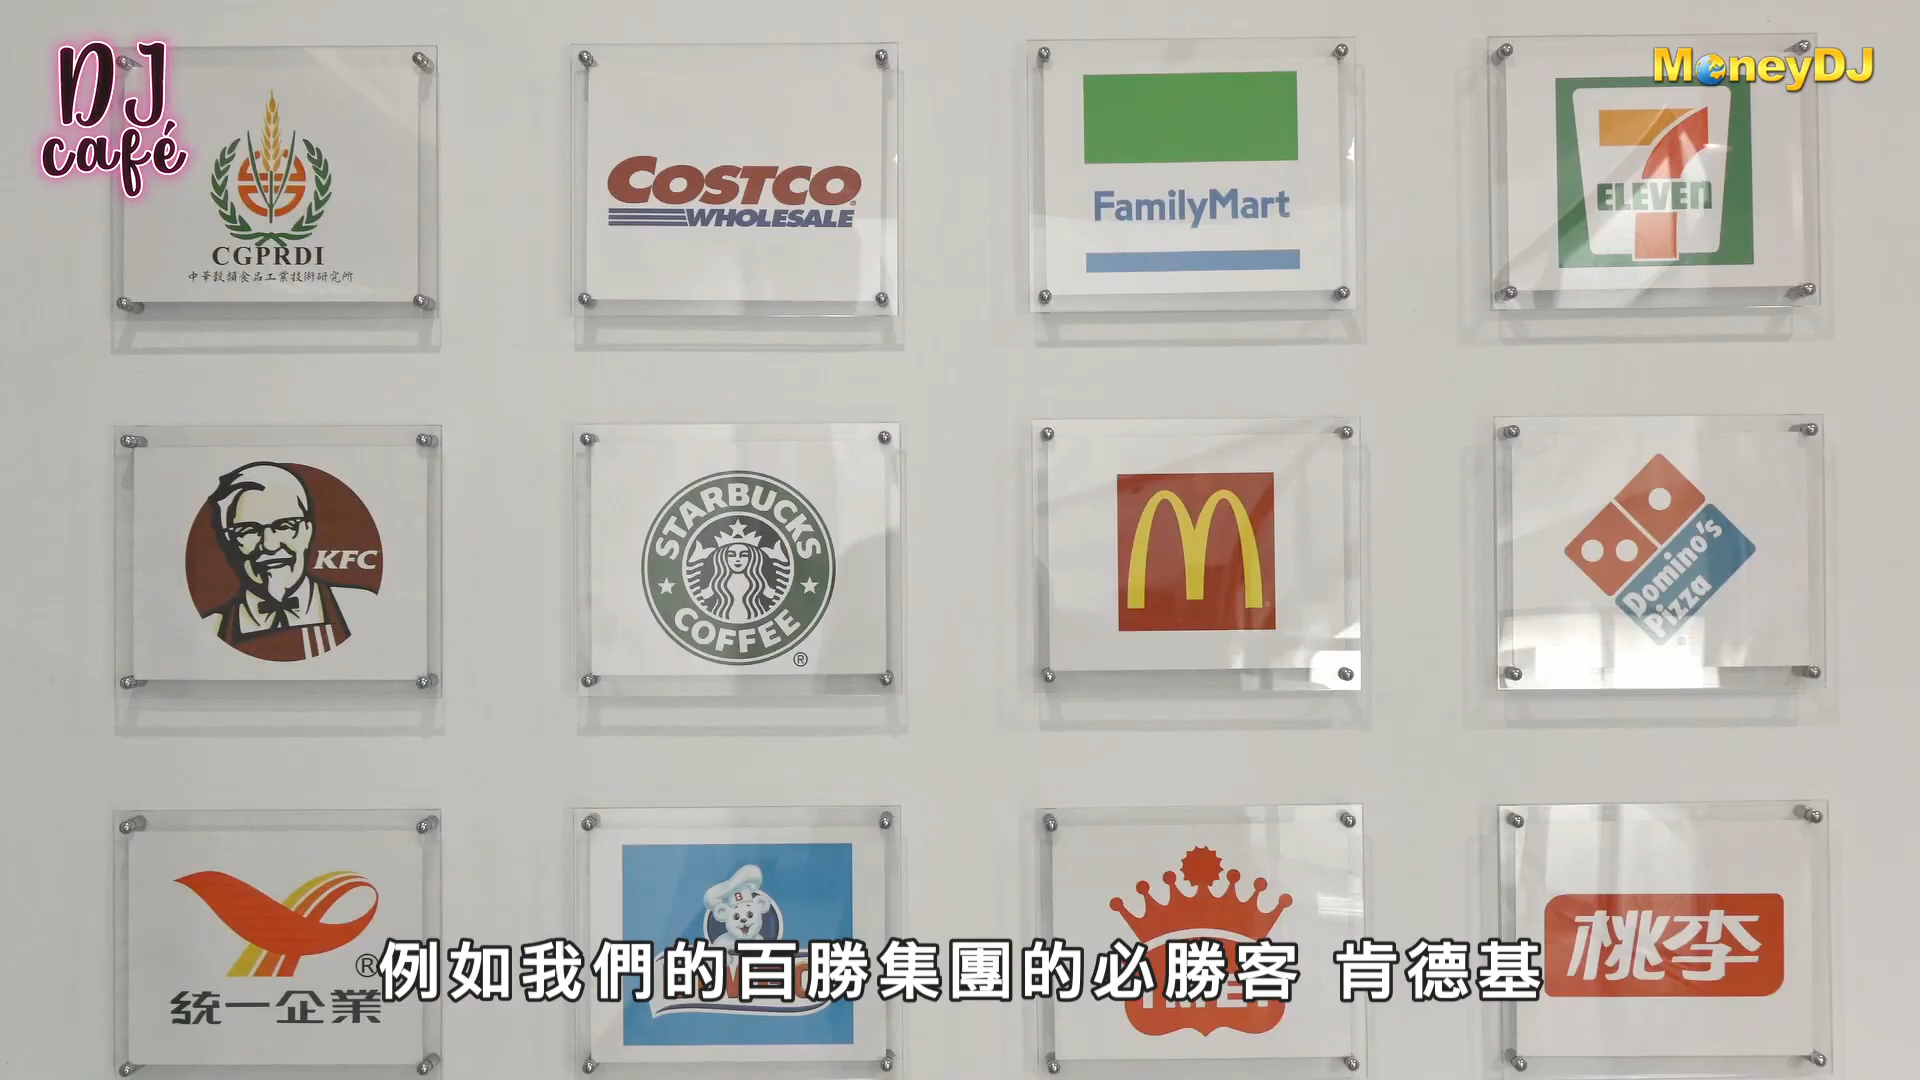 DJ
café
MoneyDJ
CGPRDI
中華穀類食品工業技術研究所
COSTCO
WHOLESALE
FamilyMart
7
ELEVEn
KFC
STARBUCKS
COFFEE
M
Domino's
Pizza
統一企業
桃李
例如我們的百勝集團的必勝客 肯德基